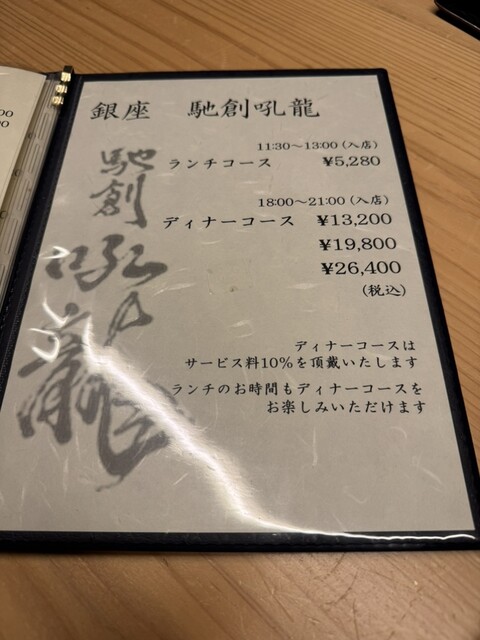 銀座 馳創吼龍
11:30～13:00(入店)
ランチコース ¥5,280
18:00～21:00(入店)
ディナーコース ¥13,200
¥19,800
¥26,400
(税込)
ディナーコースは
サービス料10%を頂戴いたします
ランチのお時間もディナーコースを
お楽しみいただけます
馳創
吼龍